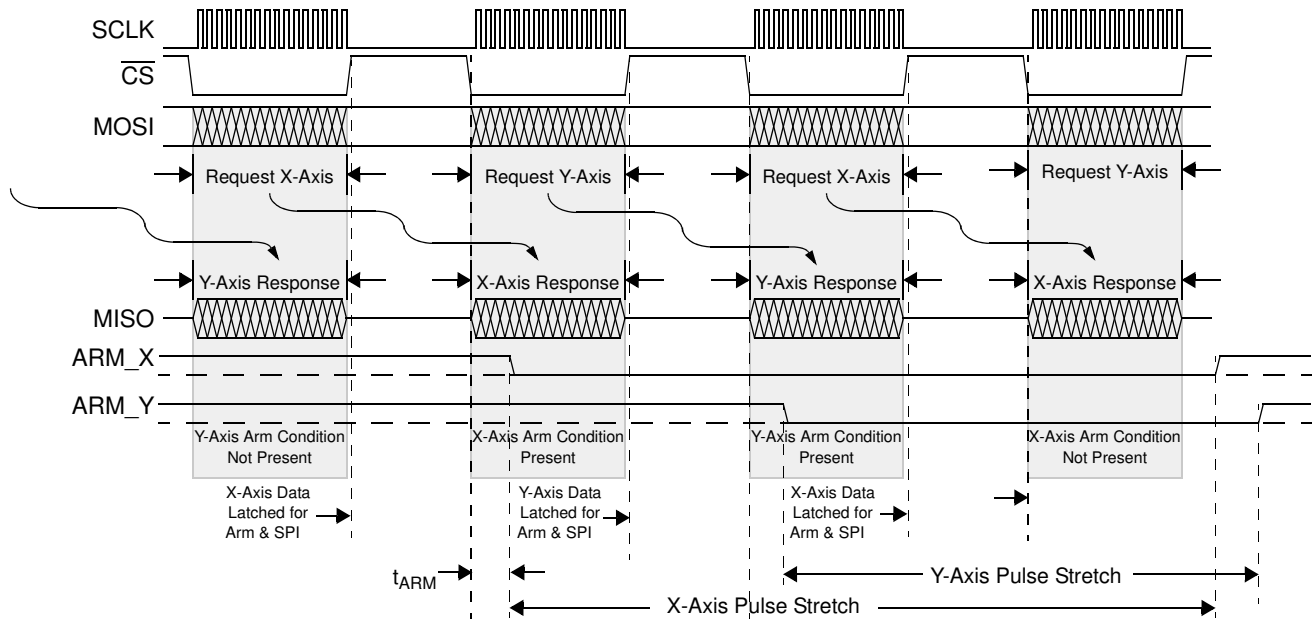 SCLK
CS
MOSI
Request X-Axis
Request Y-Axis
Request X-Axis
Request Y-Axis
Y-Axis Response
X-Axis Response
Y-Axis Response
X-Axis Response
MISO
ARM_X
ARM_Y
Y-Axis Arm Condition
Not Present
X-Axis Arm Condition
Present
Y-Axis Arm Condition
Present
X-Axis Arm Condition
Not Present
X-Axis Data
Latched for
Arm & SPI
Y-Axis Data
Latched for
Arm & SPI
X-Axis Data
Latched for
Arm & SPI
tARM
Y-Axis Pulse Stretch
X-Axis Pulse Stretch